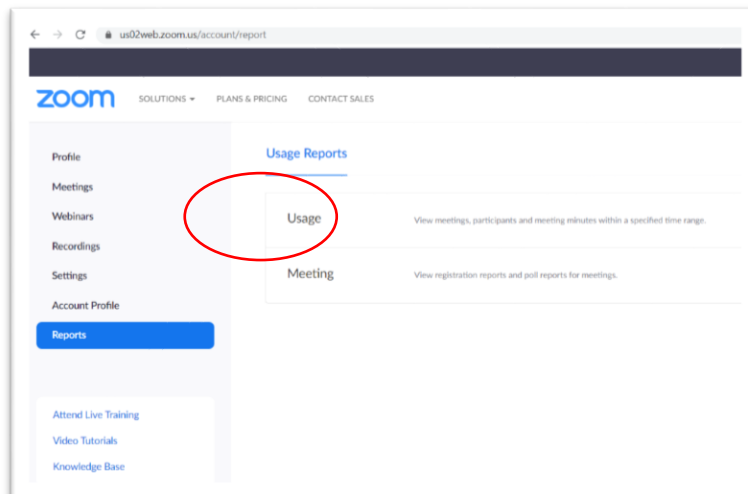 us02web.zoom.us/account/report
zoom SOLUTIONS PLANS & PRICING CONTACT SALES
Profile
Meetings
Webinars
Recordings
Settings
Account Profile
Reports
Attend Live Training
Video Tutorials
Knowledge Base
Usage Reports
Usage View meetings, participants and meeting minutes within a specified time range.
Meeting View registration reports and poll reports for meetings.